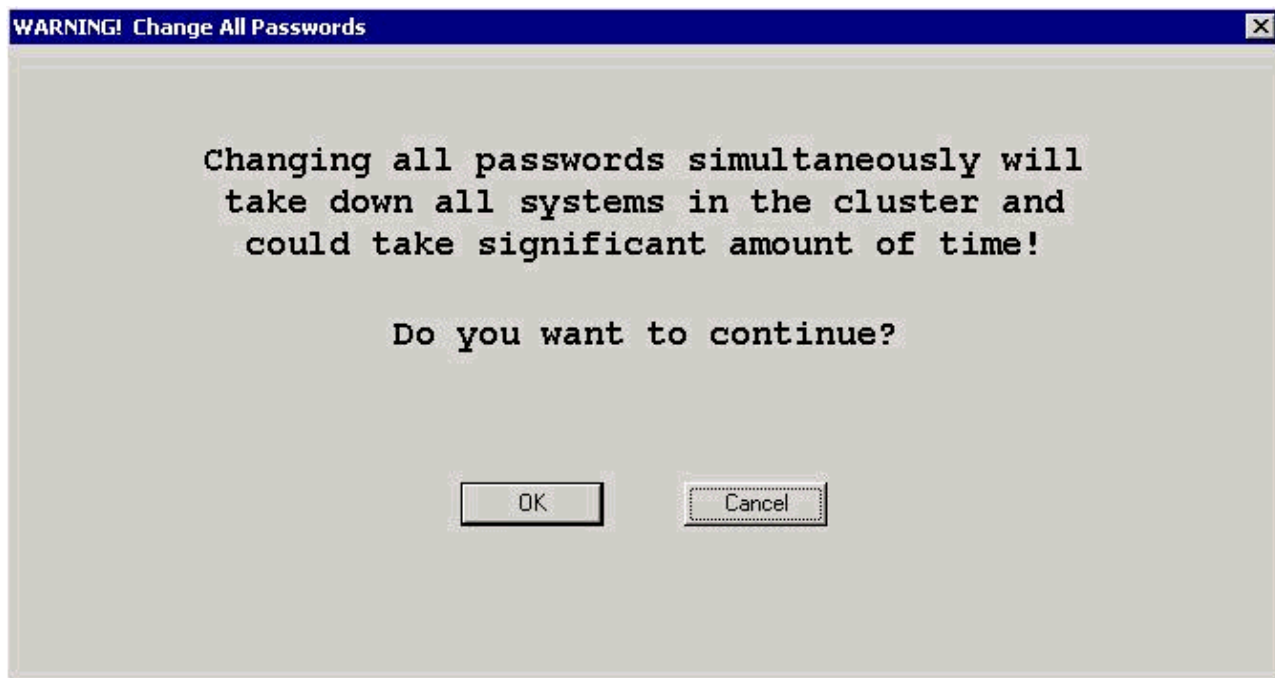 WARNING! Change All Passwords
Changing all passwords simultaneously will
take down all systems in the cluster and
could take significant amount of time!
Do you want to continue?
OK
Cancel